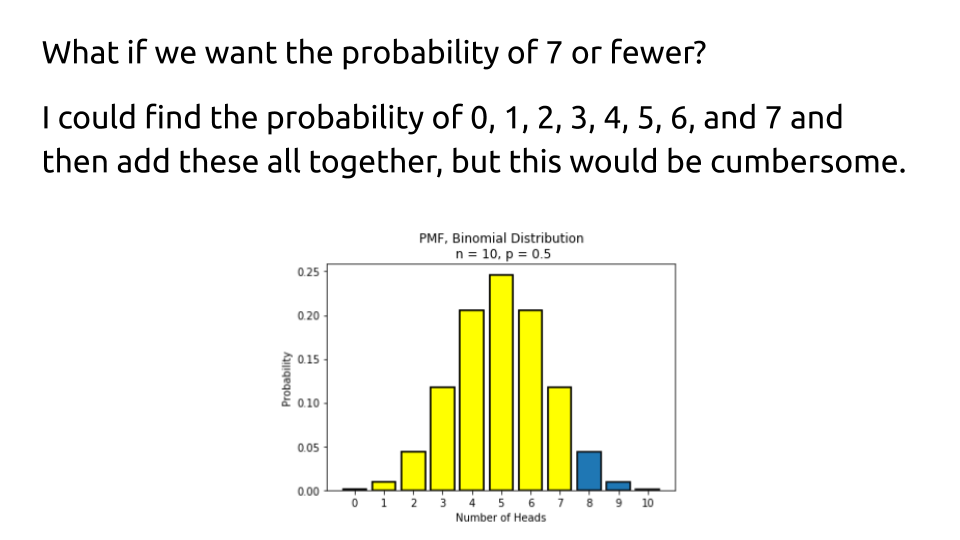 What if we want the probability of 7 or fewer?
I could find the probability of 0, 1, 2, 3, 4, 5, 6, and 7 and
then add these all together, but this would be cumbersome.
PMF, Binomial Distribution
n = 10, p = 0.5
0.25
0.20
0.15
0.10
0.05
0.00
Probability
0 1 2 3 4 5 6 7 8 9 10
Number of Heads